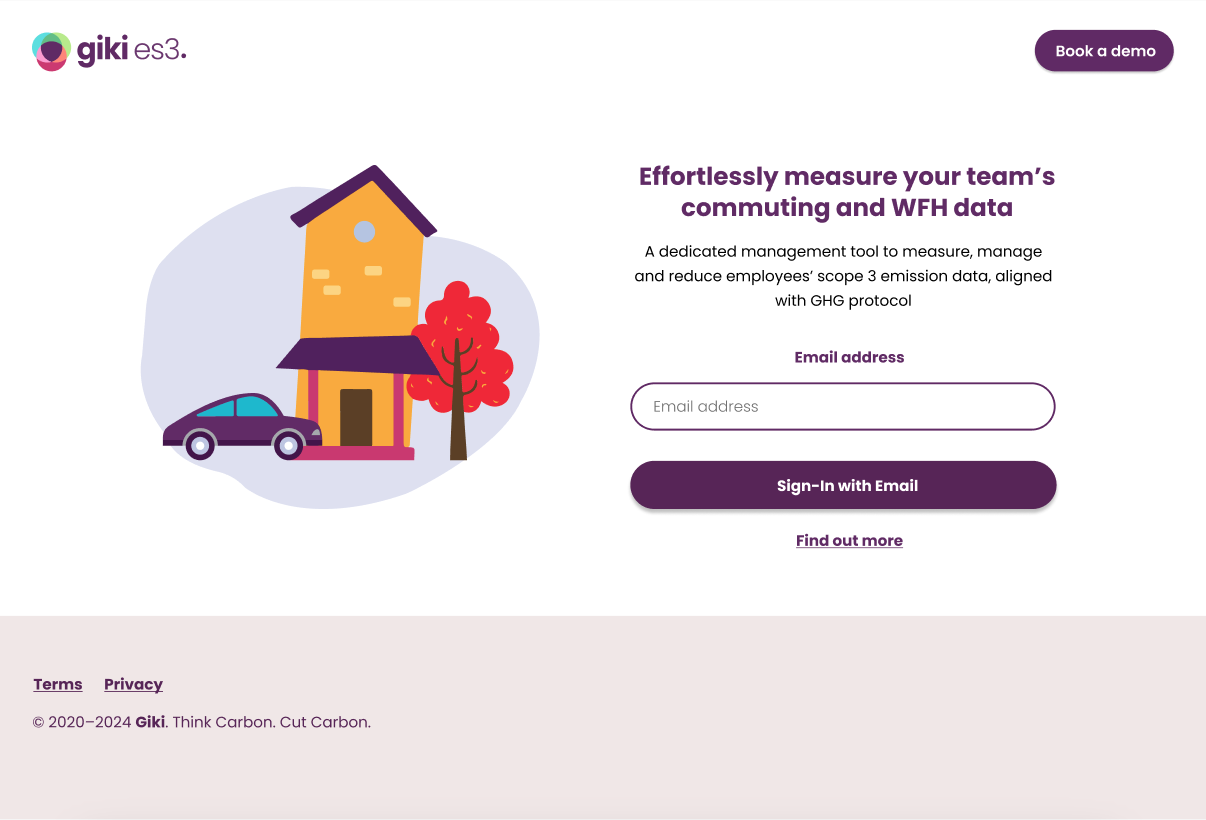 giki es3.
Book a demo
Effortlessly measure your team’s
commuting and WFH data
A dedicated management tool to measure, manage
and reduce employees’ scope 3 emission data, aligned
with GHG protocol
Email address
Email address
Sign-In with Email
Find out more
Terms Privacy
© 2020–2024 Giki. Think Carbon. Cut Carbon.